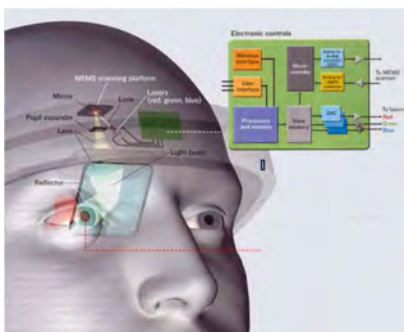 Electronic controls
MEMS scanning platform
Mirror
Lens
Lasers
(red, green, blue)
Pupil expander
Lens
Light beam
Reflector
Wireless
interface
User
interface
Processors
and memory
Micro-
controller
View
memory
DAC
To MEMS
scanner
To lasers
Red
Green
Blue